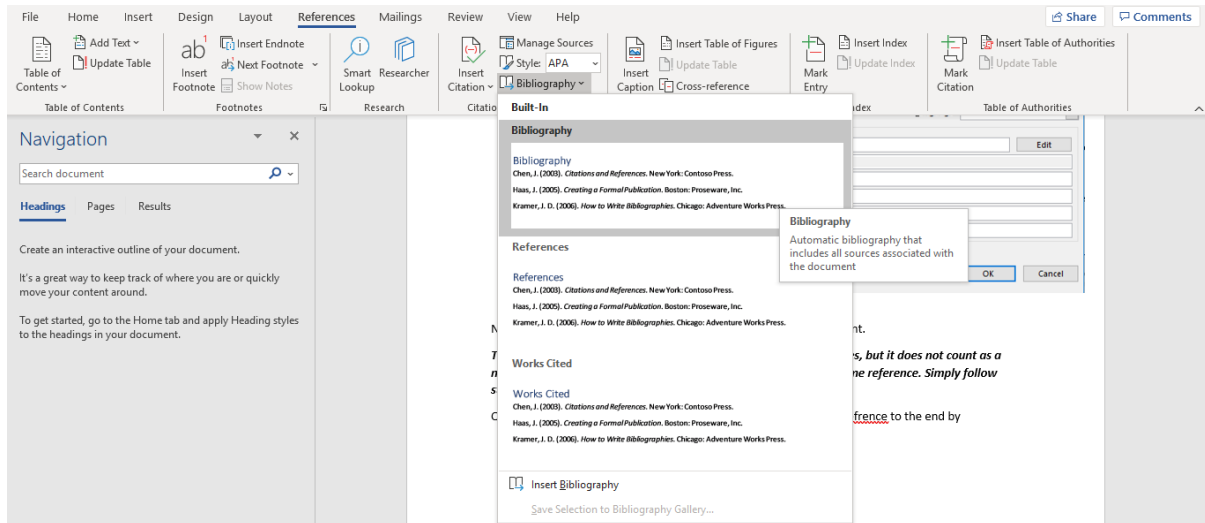 File Home Insert Design Layout References Mailings Review View Help Share Comments
Table of Contents
Add Text
Update Table
Table of Contents
ab1
Insert Footnote
Insert Endnote
Next Footnote
Show Notes
Footnotes
Smart Lookup
Researcher
Research
Insert Citation
Manage Sources
Style: APA
Bibliography
Citatio
Insert Caption
Insert Table of Figures
Update Table
Cross-reference
Mark Entry
Insert Index
Update Index
dex
Mark Citation
Insert Table of Authorities
Update Table
Table of Authorities
Navigation
Search document
Headings Pages Results
Create an interactive outline of your document.
It's a great way to keep track of where you are or quickly
move your content around.
To get started, go to the Home tab and apply Heading styles
to the headings in your document.
Built-In
Bibliography
Bibliography
Chen, J. (2003). Citations and References. New York: Contoso Press.
Haas, J. (2005). Creating a Formal Publication. Boston: Proseware, Inc.
Kramer, J. D. (2006). How to Write Bibliographies. Chicago: Adventure Works Press.
References
References
Chen, J. (2003). Citations and References. New York: Contoso Press.
Haas, J. (2005). Creating a Formal Publication. Boston: Proseware, Inc.
Kramer, J. D. (2006). How to Write Bibliographies. Chicago: Adventure Works Press.
Works Cited
Works Cited
Chen, J. (2003). Citations and References. New York: Contoso Press.
Haas, J. (2005). Creating a Formal Publication. Boston: Proseware, Inc.
Kramer, J. D. (2006). How to Write Bibliographies. Chicago: Adventure Works Press.
Insert Bibliography
Save Selection to Bibliography Gallery...
Bibliography
Automatic bibliography that
includes all sources associated with
the document
Edit
OK Cancel
N nt.
T s, but it does not count as a
n ne reference. Simply follow
s
C frence to the end by